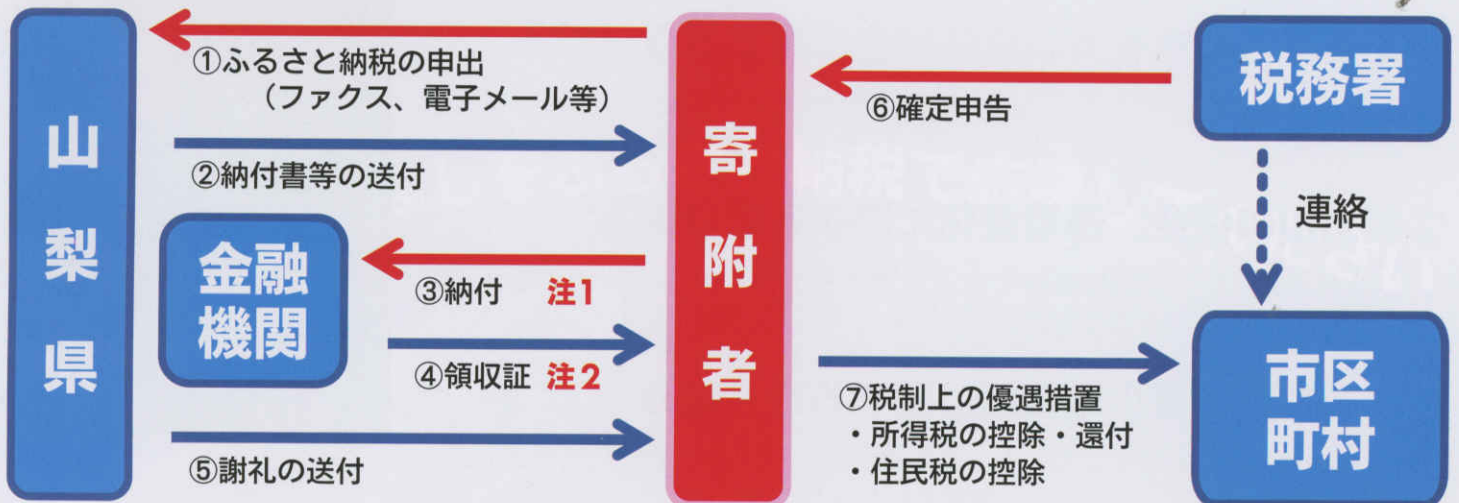 山梨県
①ふるさと納税の申出
（ファクス、電子メール等）
②納付書等の送付
金融
機関
③納付 注1
④領収証 注2
⑤謝礼の送付
寄附者
⑥確定申告
税務署
連絡
⑦税制上の優遇措置
・所得税の控除・還付
・住民税の控除
市区
町村